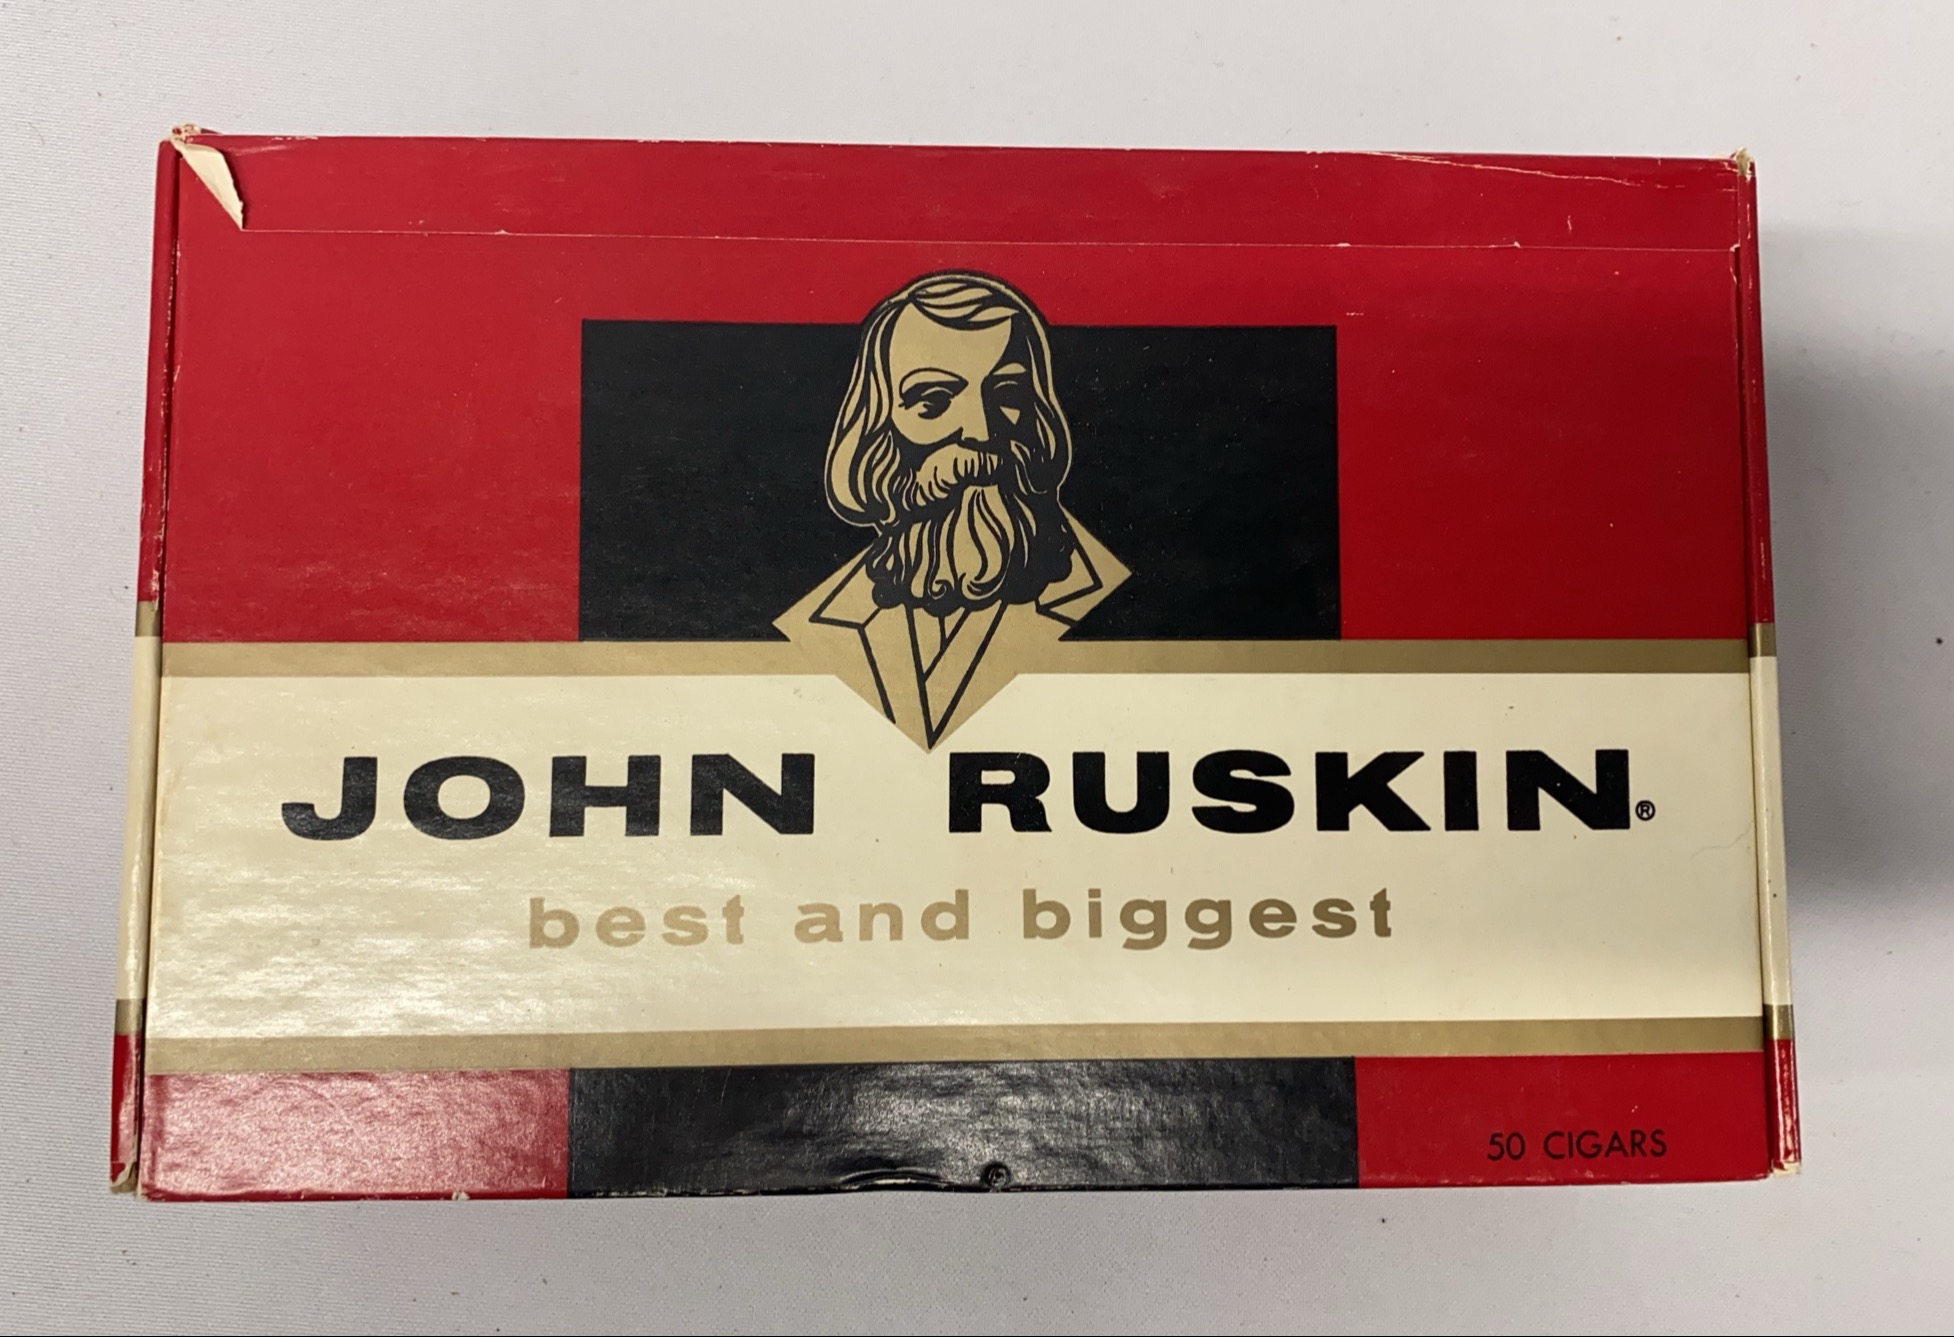 JOHN RUSKIN®
best and biggest
50 CIGARS